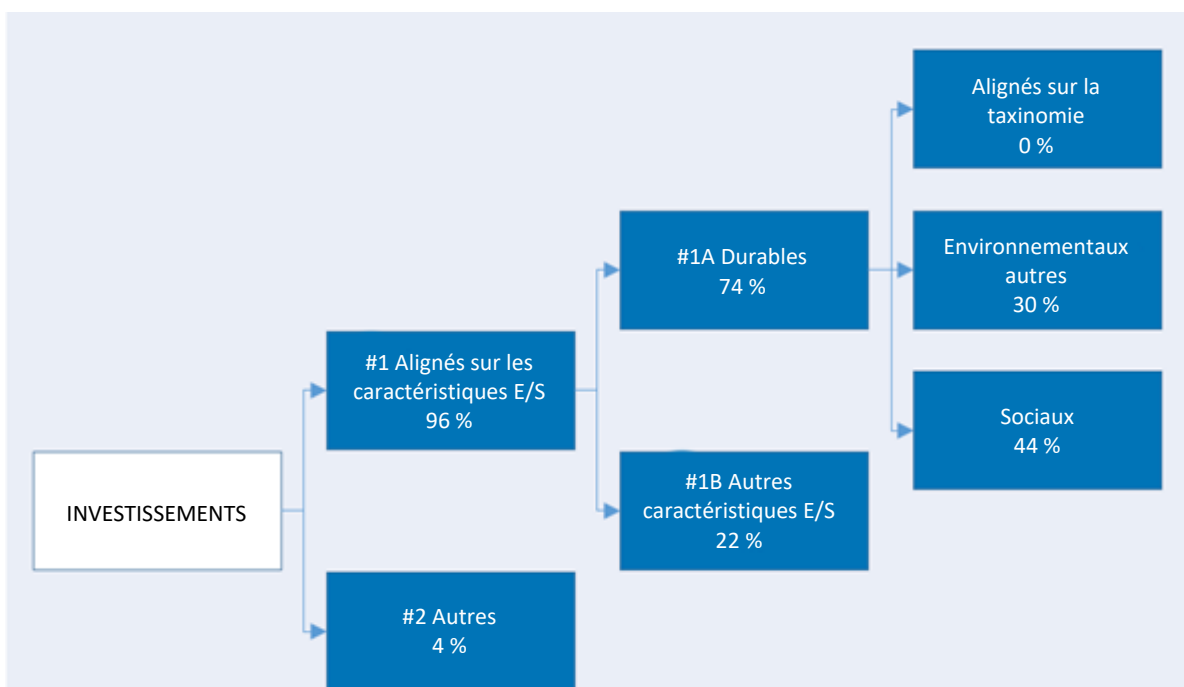 Alignés sur la
taxinomie
0 %
#1A Durables
74 %
Environnementaux
autres
30 %
#1 Alignés sur les
caractéristiques E/S
96 %
Sociaux
44 %
INVESTISSEMENTS
#1B Autres
caractéristiques E/S
22 %
#2 Autres
4 %